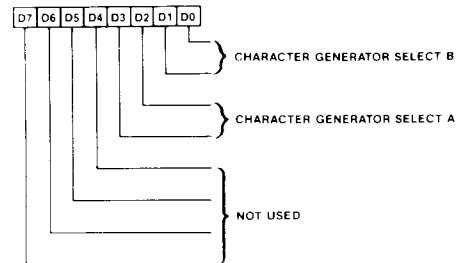 D7 D6 D5 D4 D3 D2 D1 D0
CHARACTER GENERATOR SELECT B
CHARACTER GENERATOR SELECT A
NOT USED